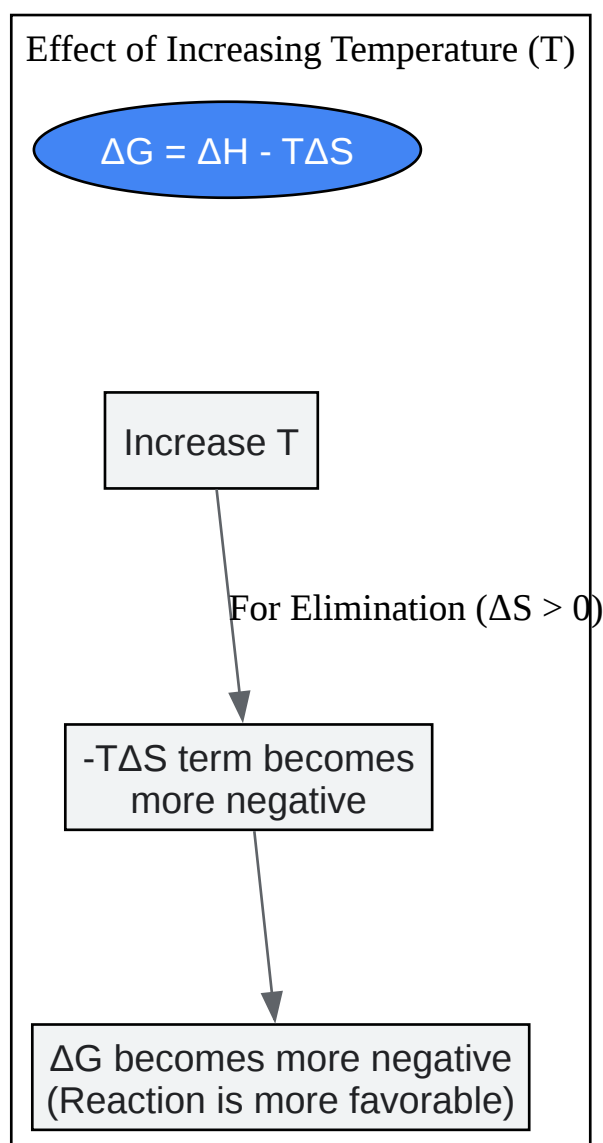 Effect of Increasing Temperature (T)
ΔG = ΔH - TΔS
Increase T
For Elimination (ΔS > 0)
-TΔS term becomes
more negative
ΔG becomes more negative
(Reaction is more favorable)